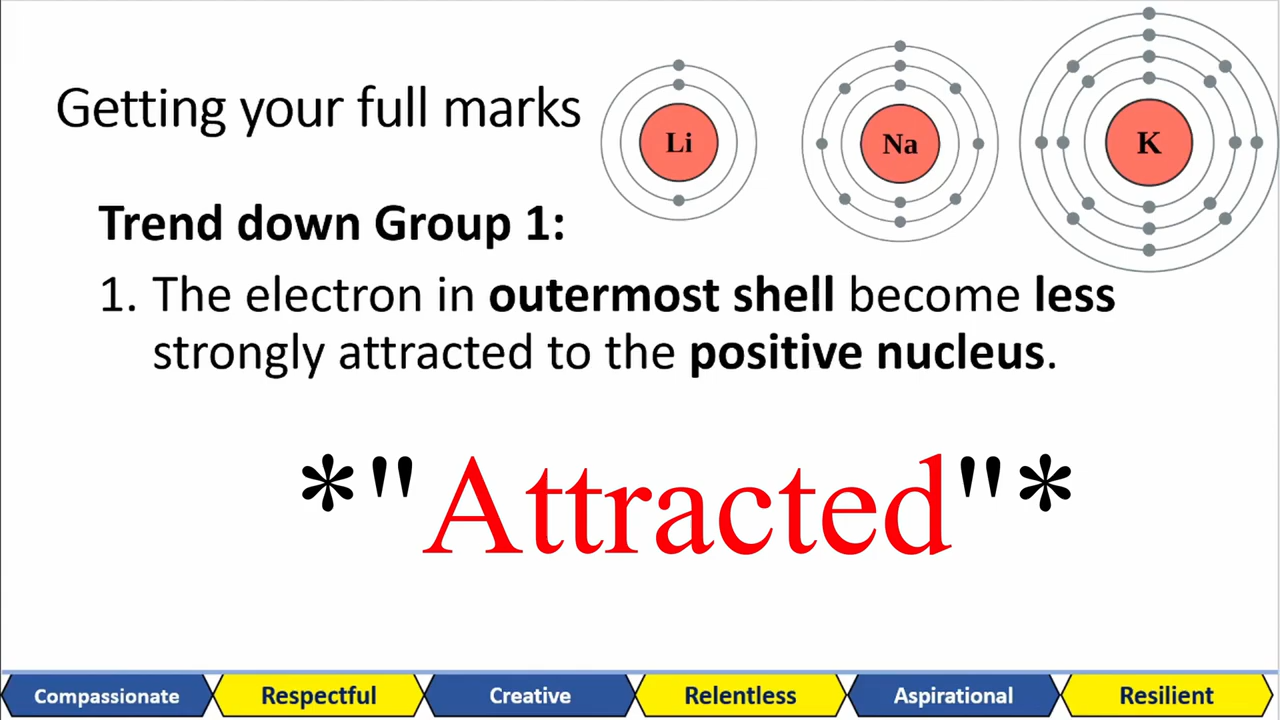 Getting your full marks
Li
Na
K
Trend down Group 1:
1. The electron in outermost shell become less
strongly attracted to the positive nucleus.
*"Attracted"*
Compassionate
Respectful
Creative
Relentless
Aspirational
Resilient